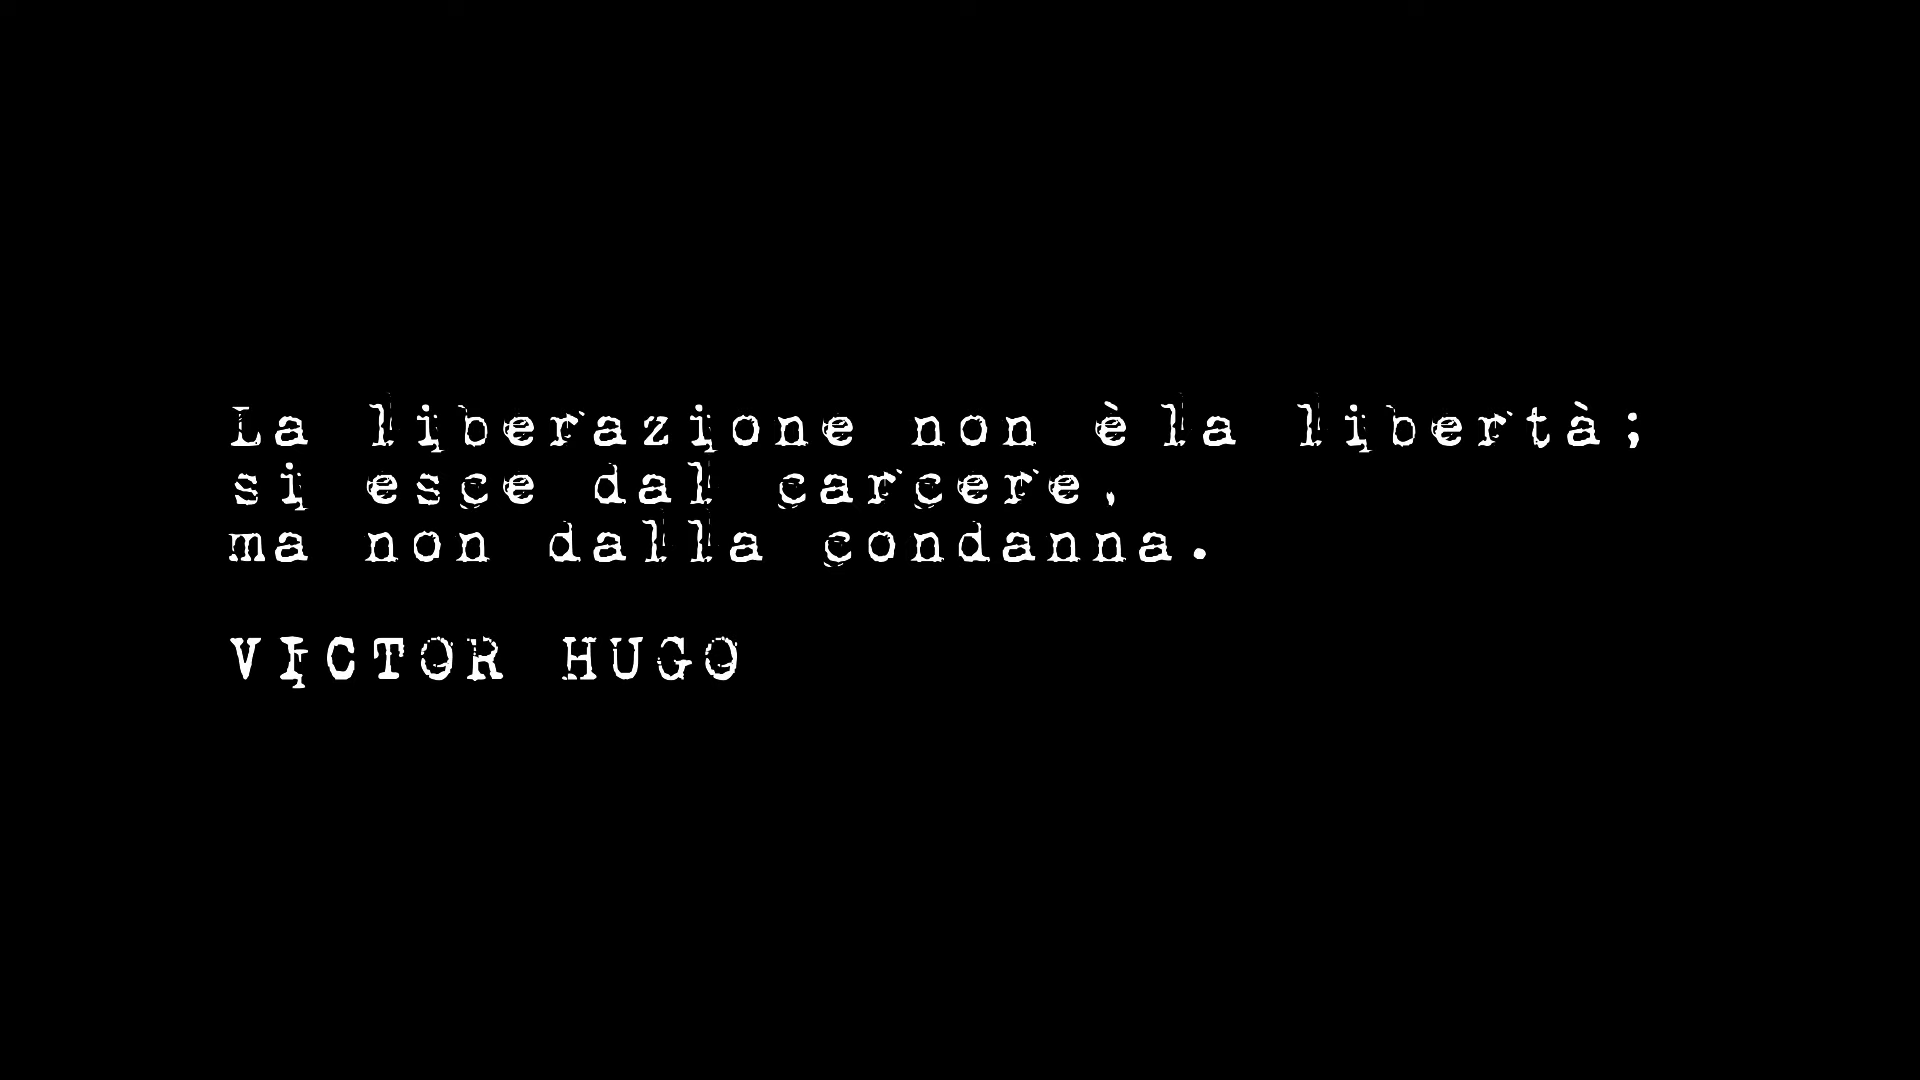 La liberazione non è la libertà;
si esce dal carcere,
ma non dalla condanna.
VICTOR HUGO